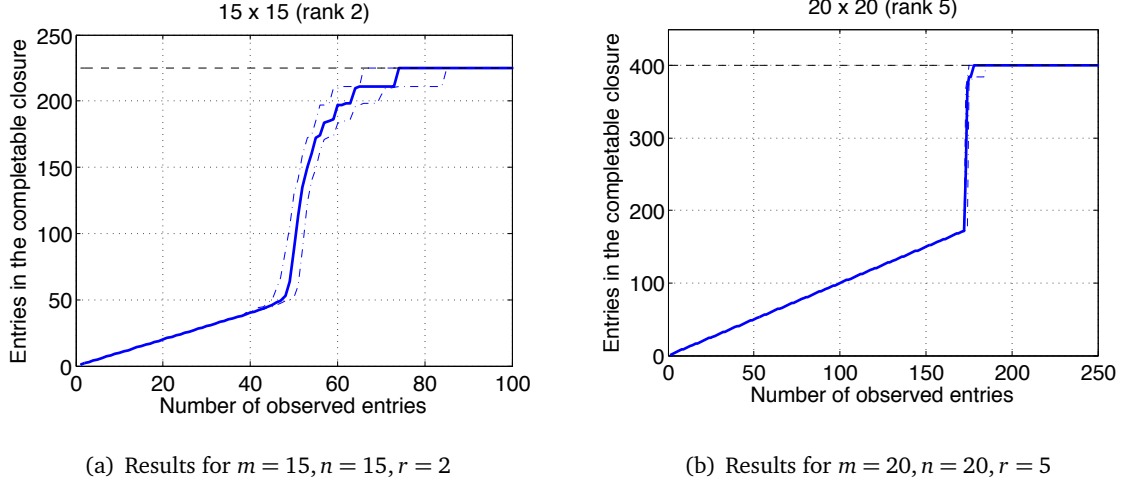 15 x 15 (rank 2)
250
200
150
100
50
0
Entries in the completable closure
0 20 40 60 80 100
Number of observed entries
(a) Results for m = 15, n = 15, r = 2
20 x 20 (rank 5)
400
300
200
100
0
Entries in the completable closure
0 50 100 150 200 250
Number of observed entries
(b) Results for m = 20, n = 20, r = 5